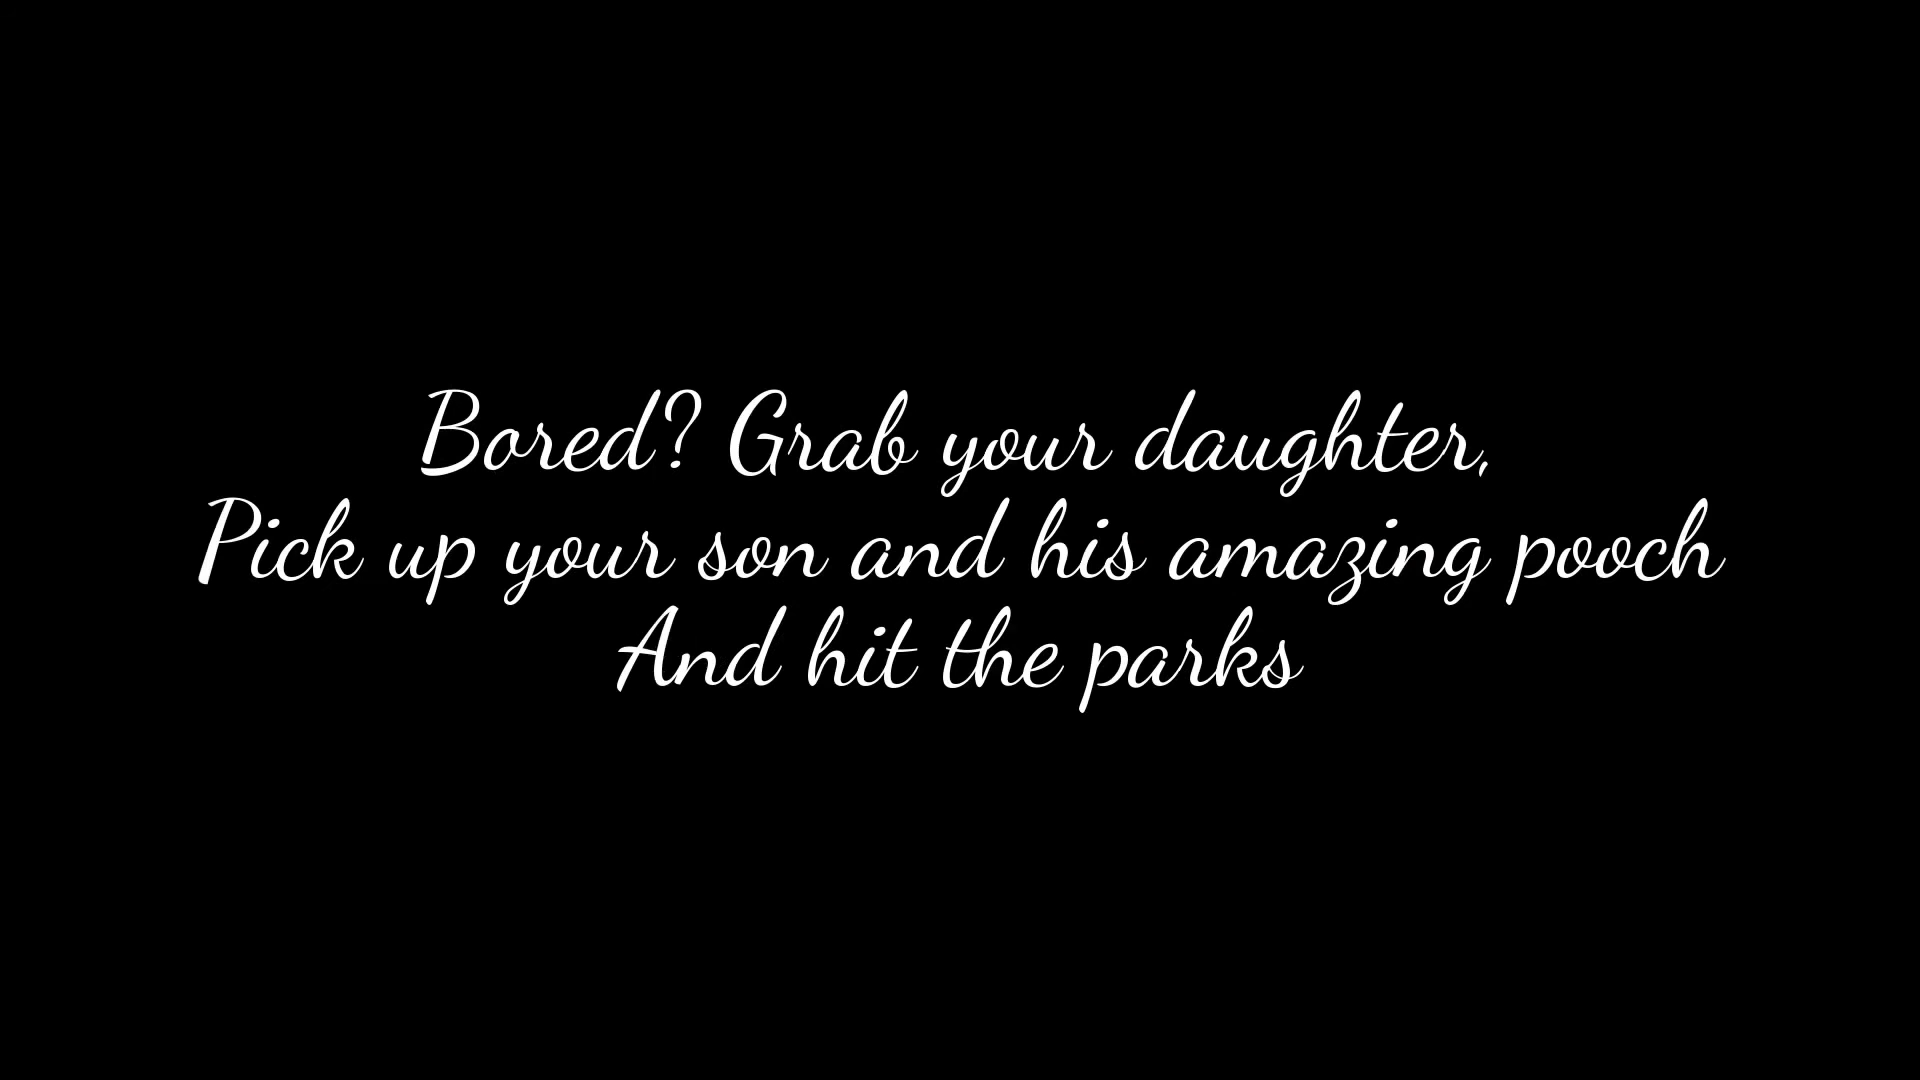 Bored? Grab your daughter,
Pick up your son and his amazing pooch
And hit the parks